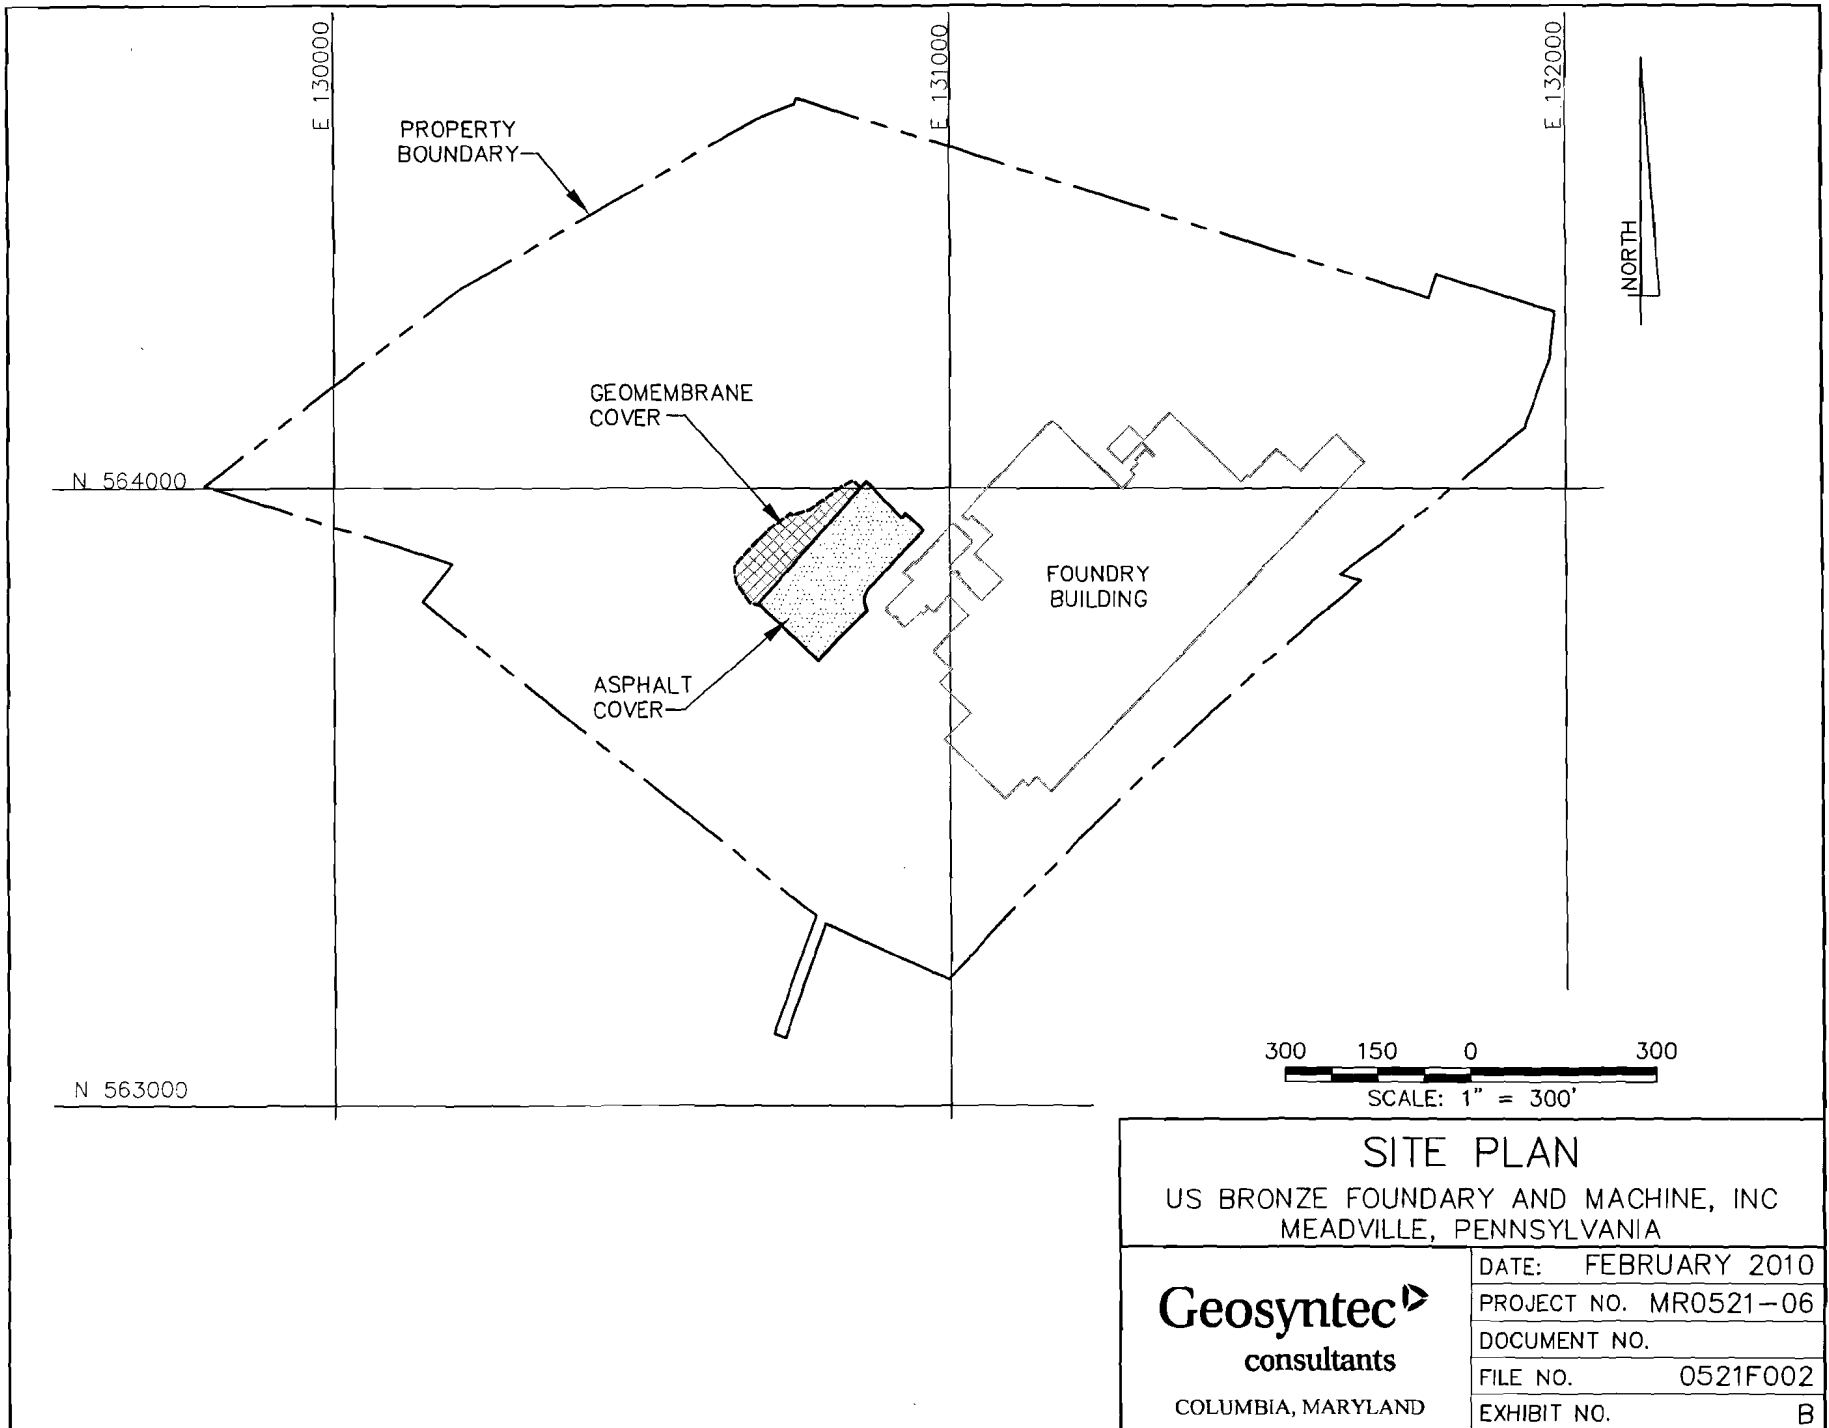 E 130000
E 131000
E 132000
PROPERTY
BOUNDARY
NORTH
GEOMEMBRANE
COVER
N 564000
FOUNDRY
BUILDING
ASPHALT
COVER
300 150 0 300
SCALE: 1" = 300'
N 563000
SITE PLAN
US BRONZE FOUNDARY AND MACHINE, INC
MEADVILLE, PENNSYLVANIA
Geosyntec
consultants
COLUMBIA, MARYLAND
DATE: FEBRUARY 2010
PROJECT NO. MR0521-06
DOCUMENT NO.
FILE NO. 0521F002
EXHIBIT NO. B